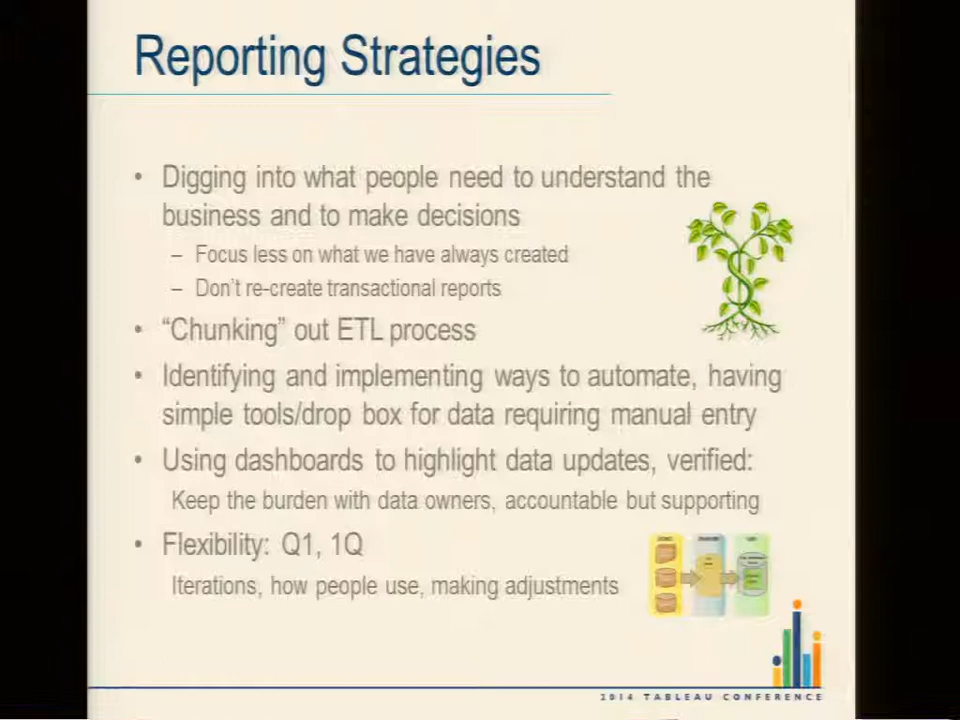 Reporting Strategies
• Digging into what people need to understand the
business and to make decisions
– Focus less on what we have always created
– Don't re-create transactional reports
• "Chunking" out ETL process
• Identifying and implementing ways to automate, having
simple tools/drop box for data requiring manual entry
• Using dashboards to highlight data updates, verified:
Keep the burden with data owners, accountable but supporting
• Flexibility: Q1, 1Q
Iterations, how people use, making adjustments
2014 TABLEAU CONFERENCE